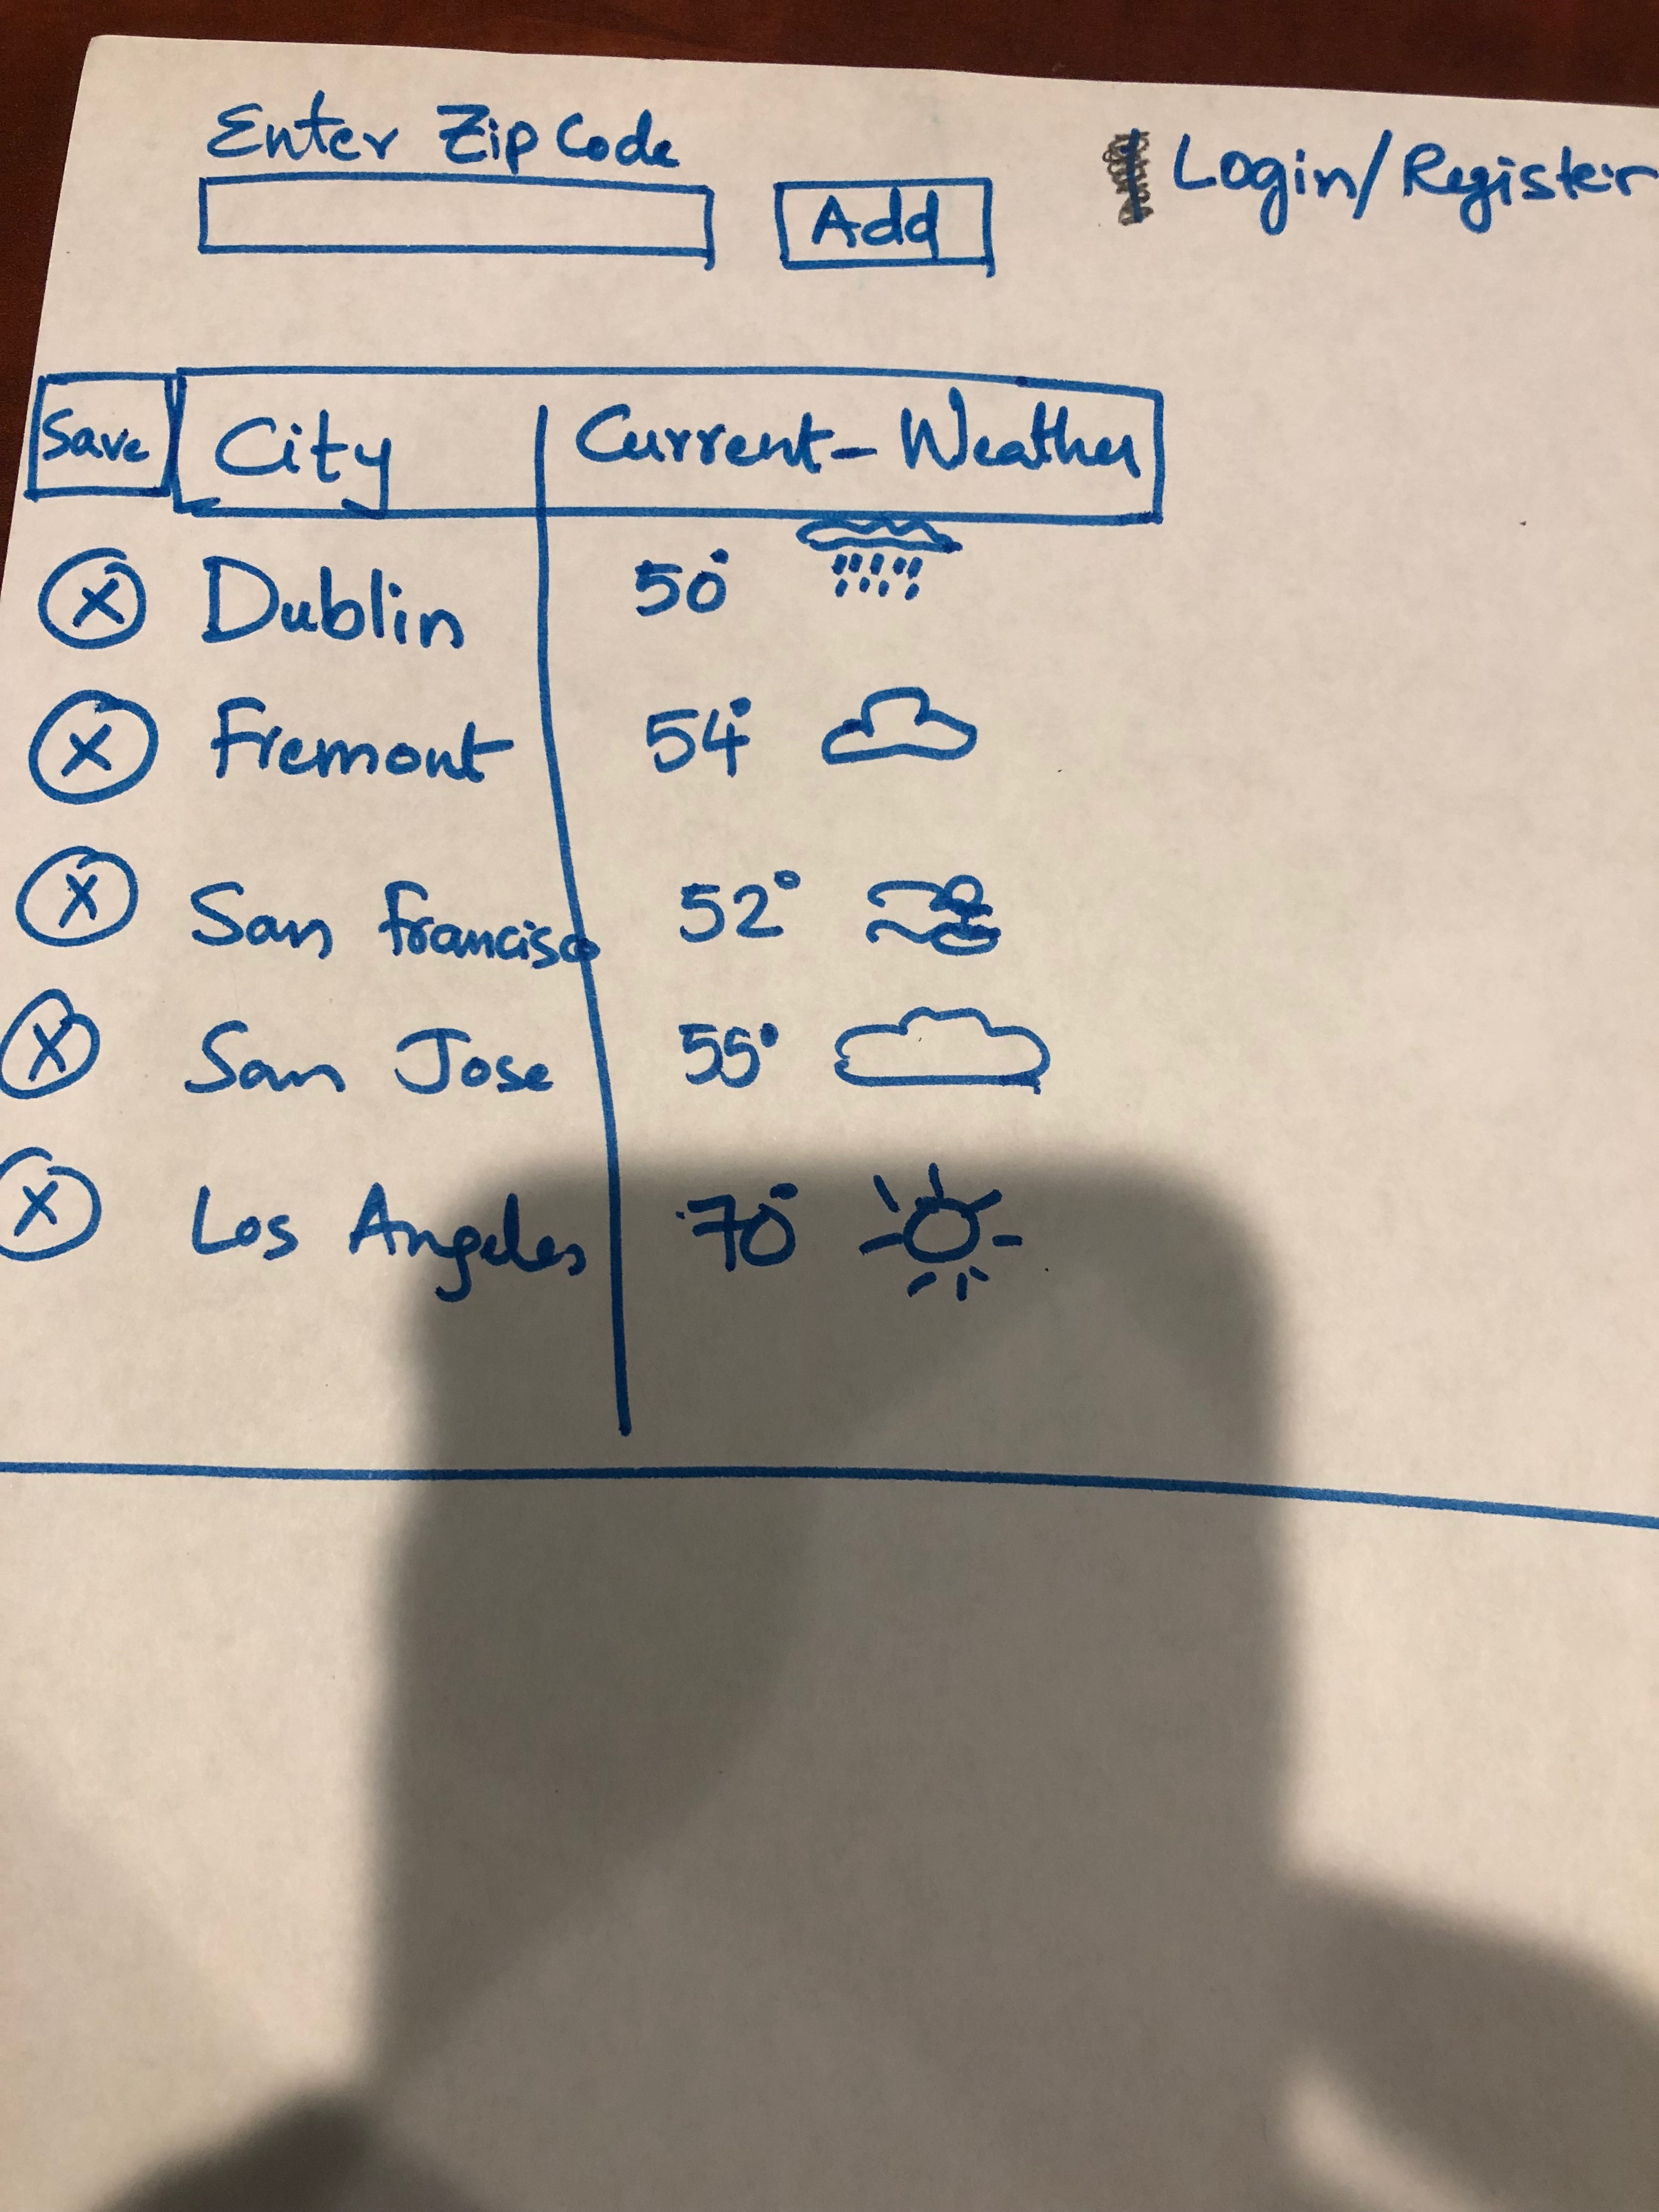 Enter Zip Code
Add
Login/Register
Save City Current-Weather
X Dublin 50°
X Fremont 54°
X San Francisco 52°
X San Jose 55°
X Los Angeles 70°